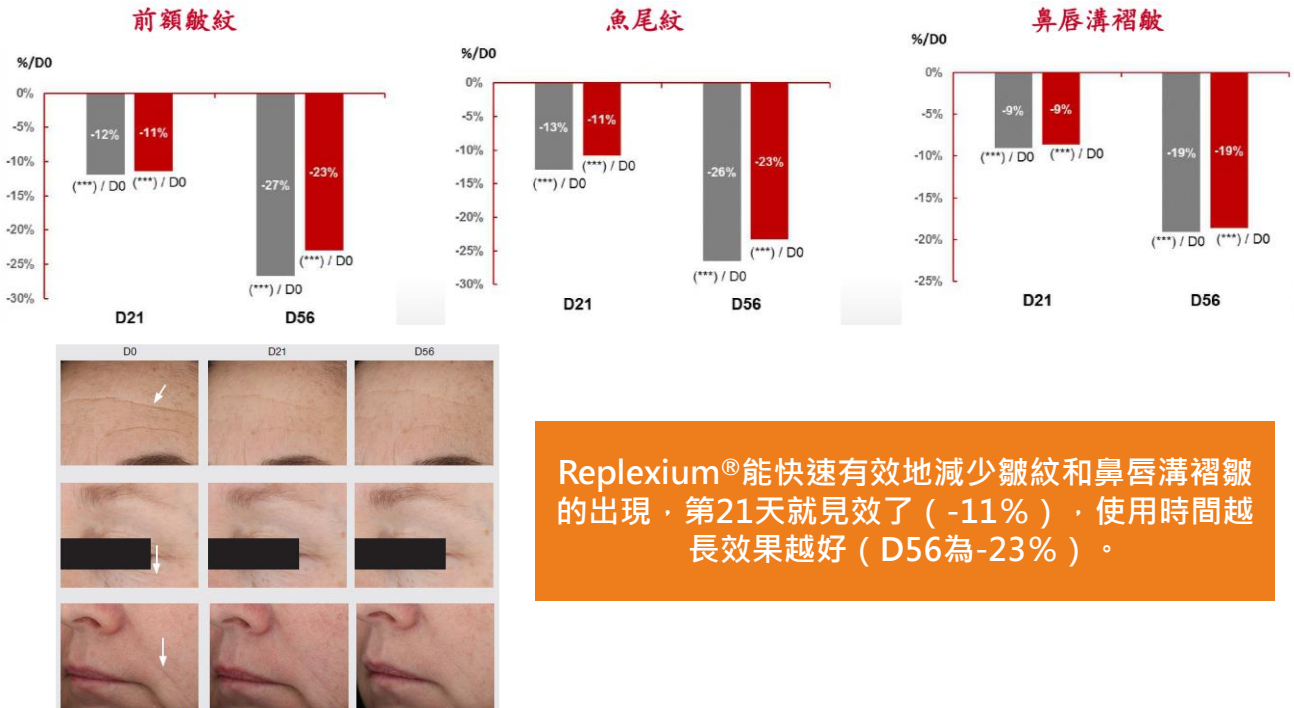 前額皺紋
%/D0
0%
-5%
-10%
-15%
-20%
-25%
-30%
-12%
-11%
(***) / D0
(***) / D0
-27%
-23%
(***) / D0
(***) / D0
D21
D56
魚尾紋
%/D0
0%
-5%
-10%
-15%
-20%
-25%
-30%
-13%
-11%
(***) / D0
(***) / D0
-26%
-23%
(***) / D0
(***) / D0
D21
D56
鼻唇溝褶皺
%/D0
0%
-5%
-10%
-15%
-20%
-25%
-9%
-9%
(***) / D0
(***) / D0
-19%
-19%
(***) / D0
(***) / D0
D21
D56
D0
D21
D56
Replexium®能快速有效地減少皺紋和鼻唇溝褶皺
的出現，第21天就見效了（-11%），使用時間越
長效果越好（D56為-23%）。